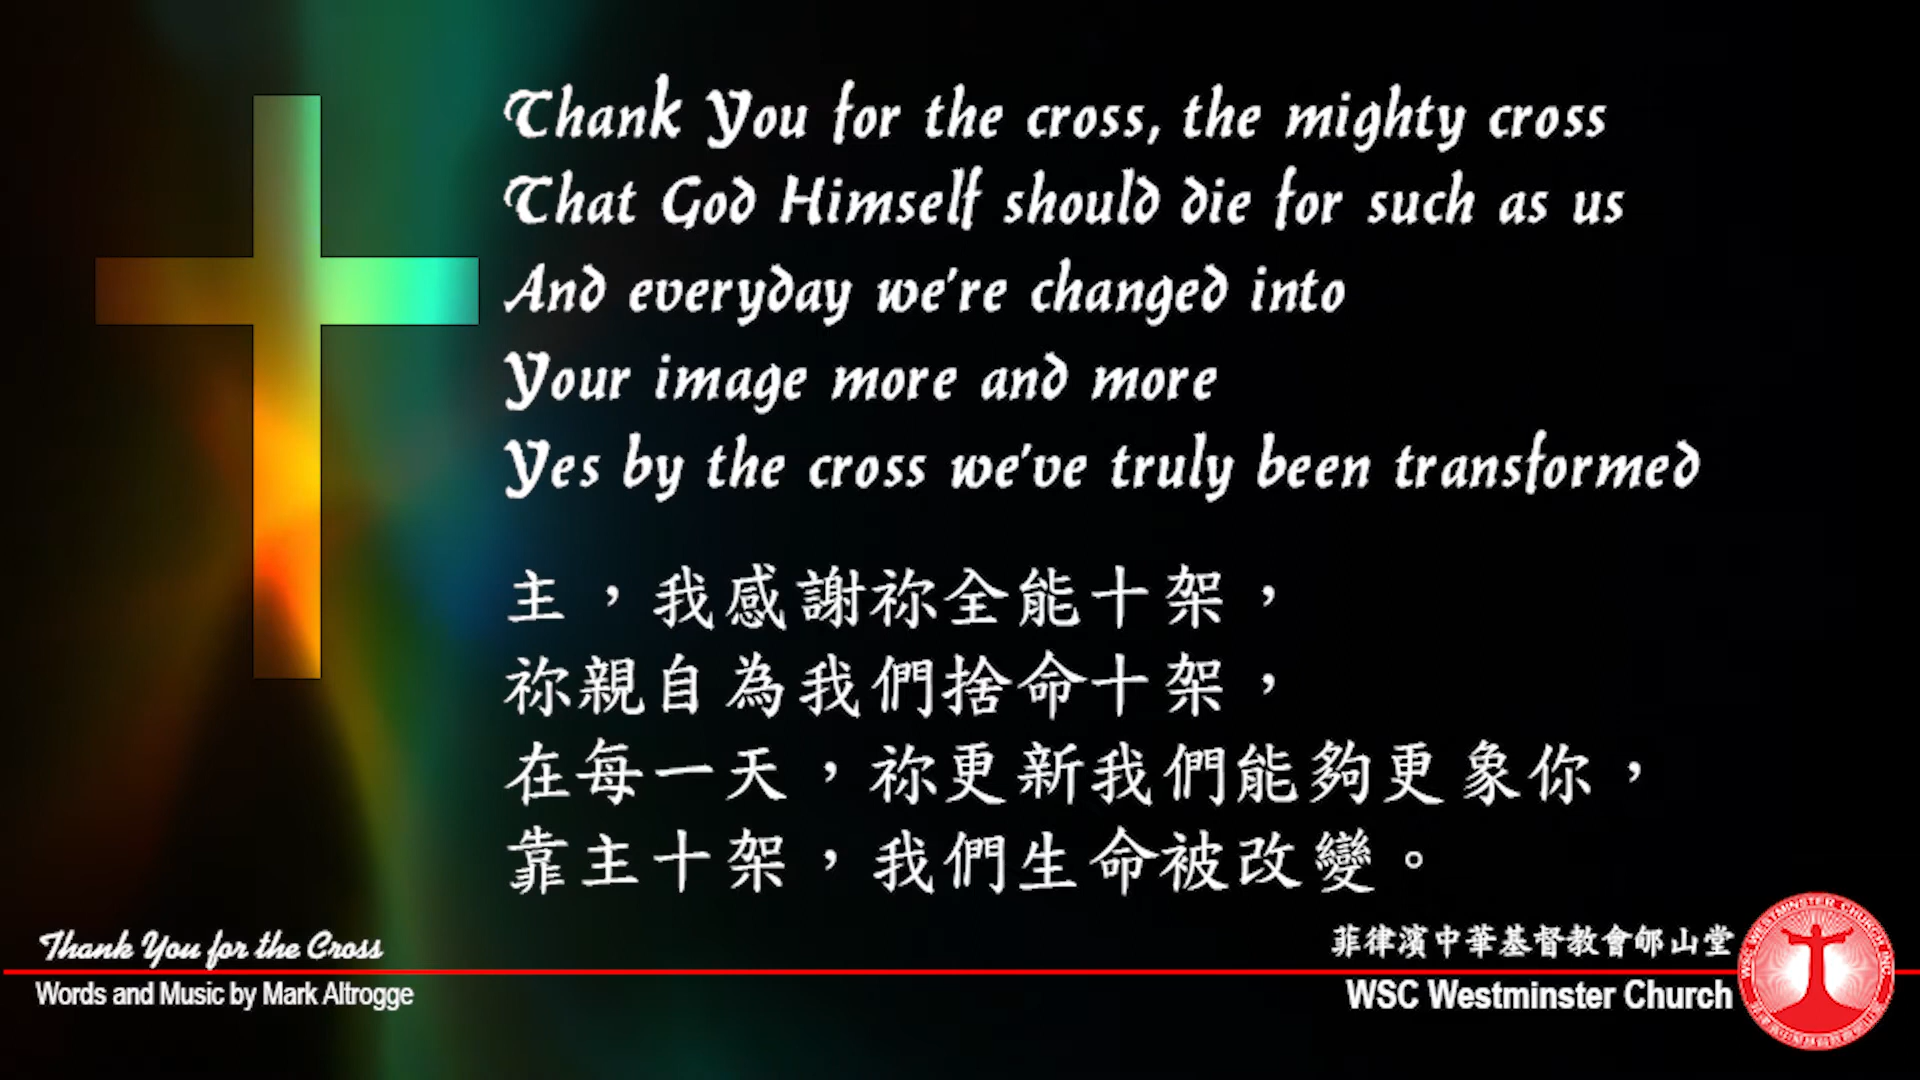 Thank You for the cross, the mighty cross
That God Himself should die for such as us
And everyday we're changed into
Your image more and more
Yes by the cross we've truly been transformed
主，我感謝祢全能十架，
祢親自為我們捨命十架，
在每一天，祢更新我們能夠更象你，
靠主十架，我們生命被改變。
Thank You for the Cross
Words and Music by Mark Altrogge
菲律濱中華基督教會郇山堂
WSC Westminster Church
WSC WESTMINSTER CHURCH INC.